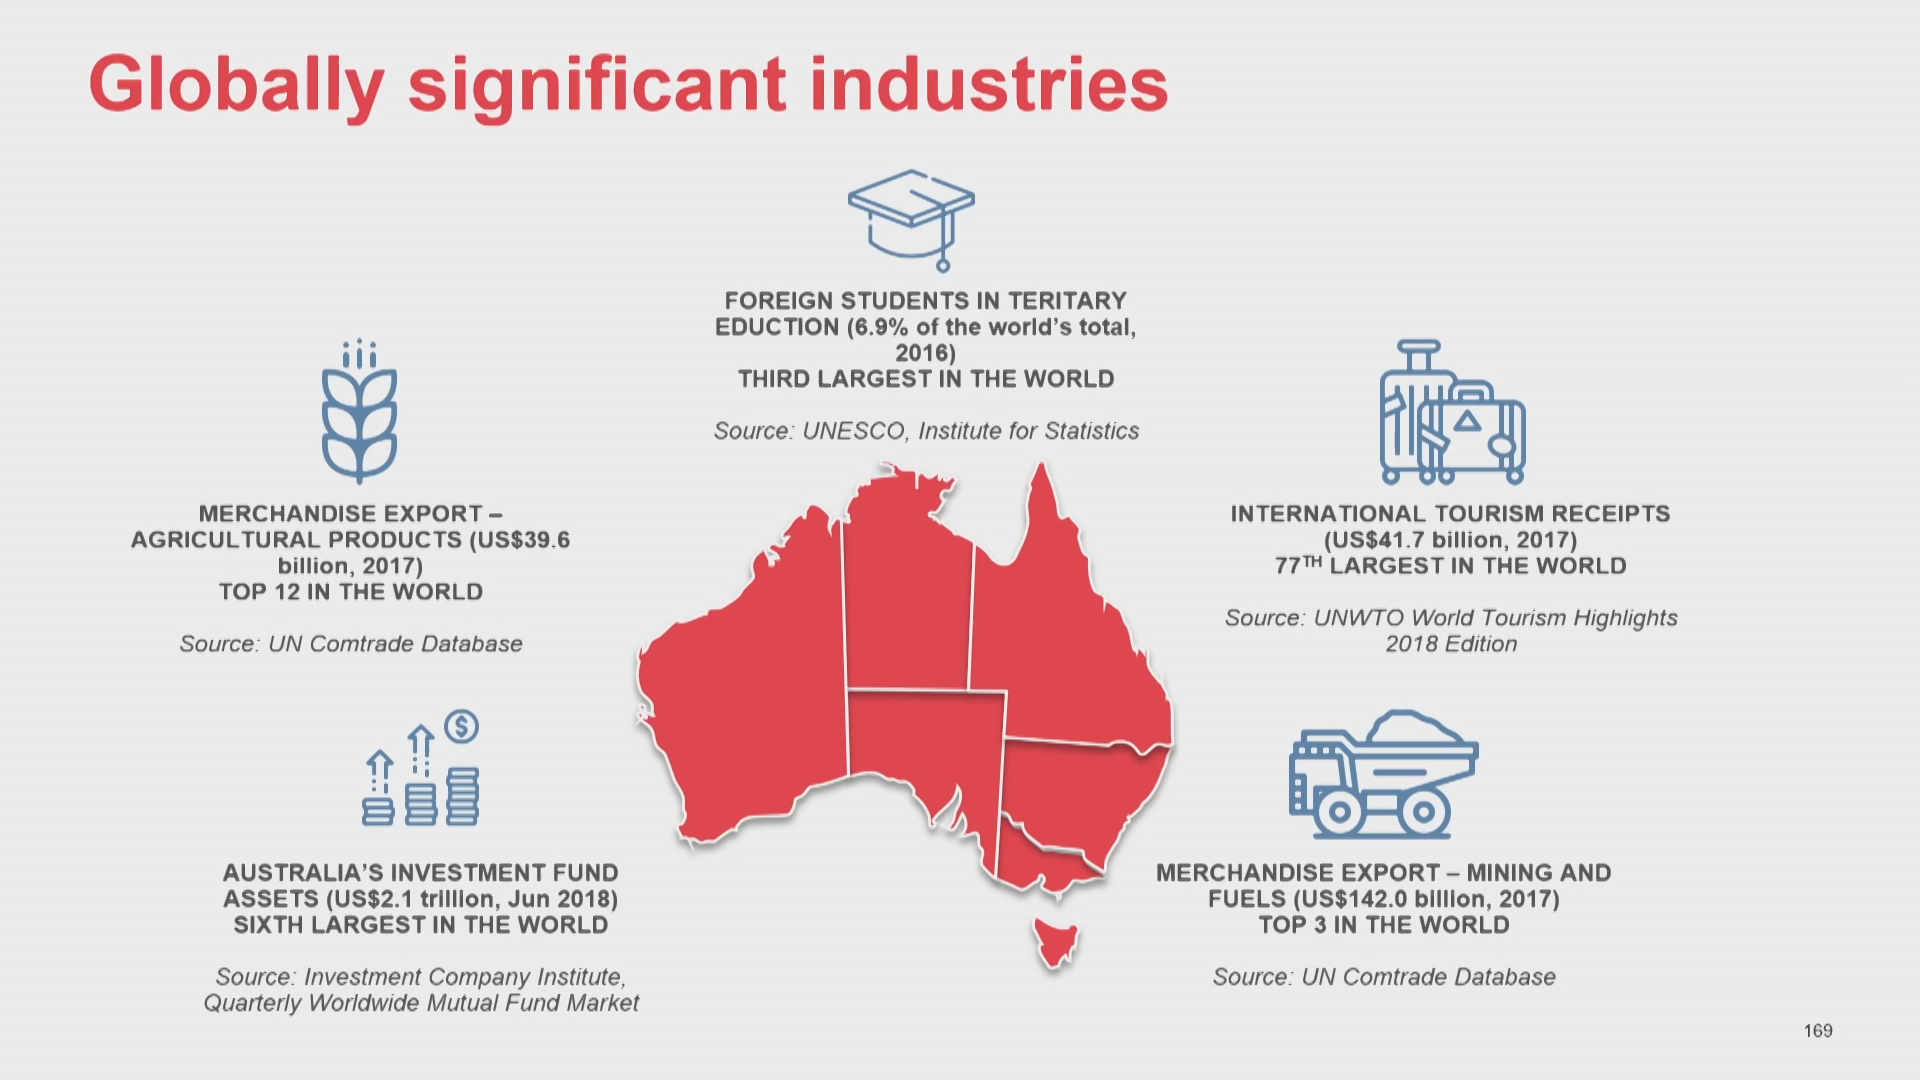 Globally significant industries
FOREIGN STUDENTS IN TERITARY
EDUCTION (6.9% of the world's total,
2016)
THIRD LARGEST IN THE WORLD
Source: UNESCO, Institute for Statistics
MERCHANDISE EXPORT –
AGRICULTURAL PRODUCTS (US$39.6
billion, 2017)
TOP 12 IN THE WORLD
Source: UN Comtrade Database
INTERNATIONAL TOURISM RECEIPTS
(US$41.7 billion, 2017)
77TH LARGEST IN THE WORLD
Source: UNWTO World Tourism Highlights
2018 Edition
$
AUSTRALIA'S INVESTMENT FUND
ASSETS (US$2.1 trillion, Jun 2018)
SIXTH LARGEST IN THE WORLD
Source: Investment Company Institute,
Quarterly Worldwide Mutual Fund Market
MERCHANDISE EXPORT – MINING AND
FUELS (US$142.0 billion, 2017)
TOP 3 IN THE WORLD
Source: UN Comtrade Database
169